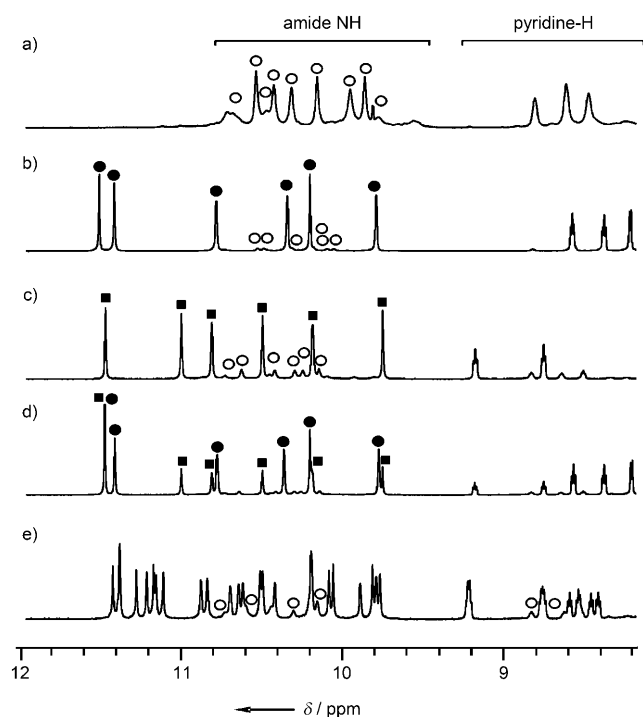 amide NH pyridine-H
a)
b)
c)
d)
e)
12 11 10 9
δ / ppm